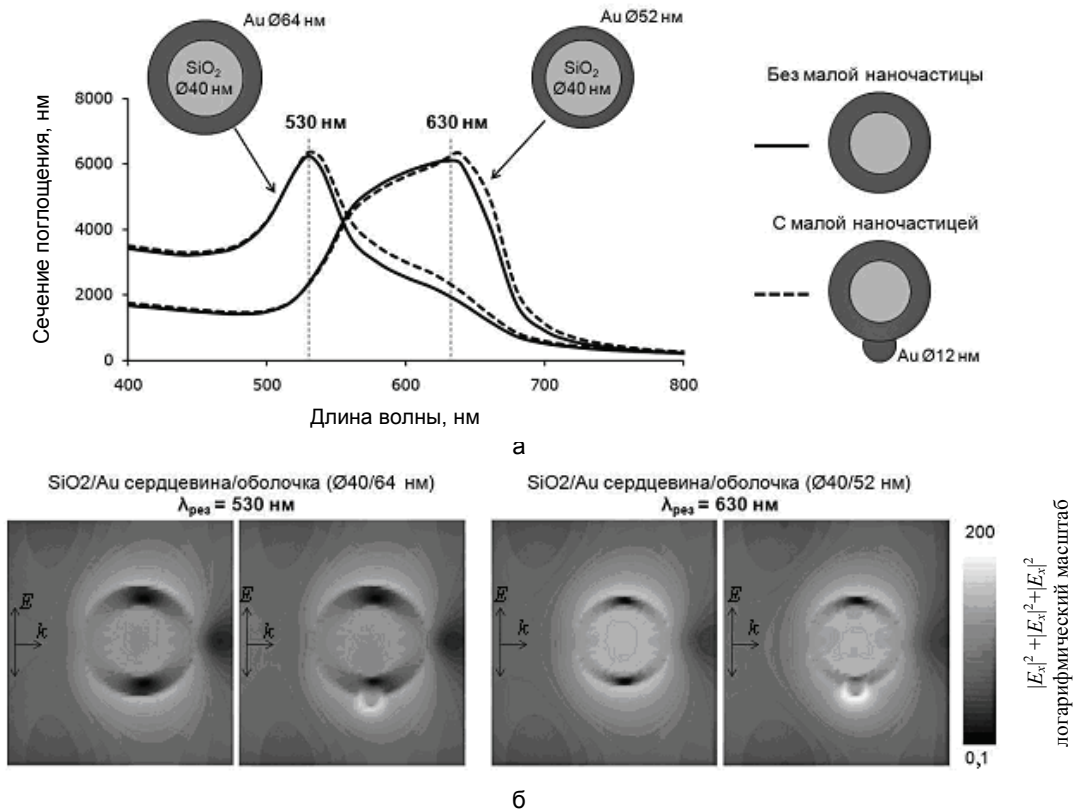 Au Ø64 нм
SiO₂
Ø40 нм
Au Ø52 нм
SiO₂
Ø40 нм
Без малой наночастицы
С малой наночастицей
Au Ø12 нм
530 нм
630 нм
Сечение поглощения, нм
8000
6000
4000
2000
0
400
500
600
700
800
Длина волны, нм
а
SiO2/Au сердцевина/оболочка (Ø40/64 нм)
λрез = 530 нм
SiO2/Au сердцевина/оболочка (Ø40/52 нм)
λрез = 630 нм
E
k
E
k
E
k
E
k
200
0,1
|Eₓ|² +|Eₓ|²+|Eₓ|²
логарифмический масштаб
б